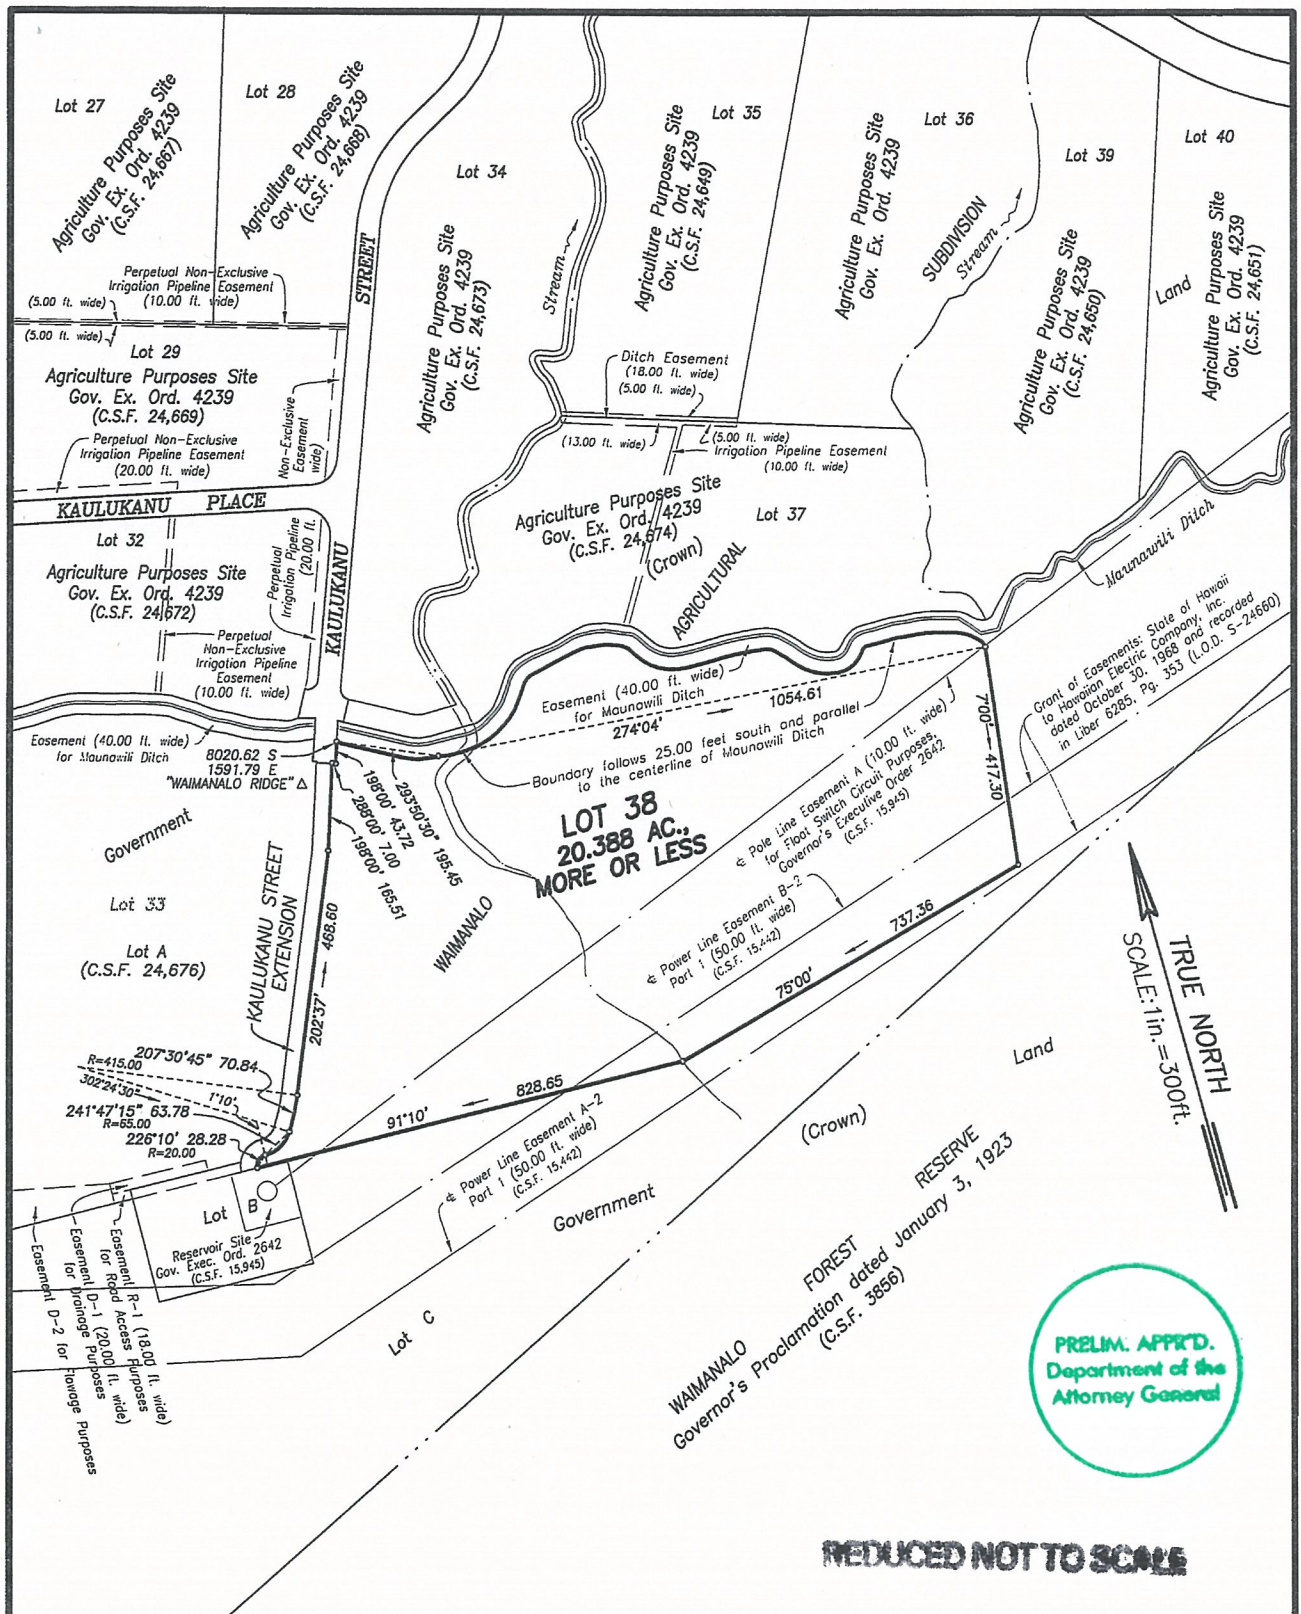 Lot 27
Agriculture Purposes Site
Gov. Ex. Ord. 4239
(C.S.F. 24,667)
Lot 28
Agriculture Purposes Site
Gov. Ex. Ord. 4239
(C.S.F. 24,668)
Lot 34
Agriculture Purposes Site
Gov. Ex. Ord. 4239
(C.S.F. 24,673)
Stream
Lot 35
Agriculture Purposes Site
Gov. Ex. Ord. 4239
(C.S.F. 24,649)
Lot 36
Agriculture Purposes Site
Gov. Ex. Ord. 4239
SUBDIVISION
Stream
Lot 39
Agriculture Purposes Site
Gov. Ex. Ord. 4239
(C.S.F. 24,650)
Lot 40
Land
Agriculture Purposes Site
Gov. Ex. Ord. 4239
(C.S.F. 24,651)
STREET
Perpetual Non-Exclusive
Irrigation Pipeline Easement
(10.00 ft. wide)
(5.00 ft. wide)
(5.00 ft. wide)
Lot 29
Agriculture Purposes Site
Gov. Ex. Ord. 4239
(C.S.F. 24,669)
Non-Exclusive
Easement
wide)
Perpetual Non-Exclusive
Irrigation Pipeline Easement
(20.00 ft. wide)
KAULUKANU PLACE
Ditch Easement
(18.00 ft. wide)
(5.00 ft. wide)
(13.00 ft. wide)
(5.00 ft. wide)
Irrigation Pipeline Easement
(10.00 ft. wide)
Agriculture Purposes Site
Gov. Ex. Ord. 4239
(C.S.F. 24,674)
Lot 37
(Crown)
AGRICULTURAL
Lot 32
Agriculture Purposes Site
Gov. Ex. Ord. 4239
(C.S.F. 24,672)
Perpetual
Irrigation Pipeline
(20.00 ft.
KAULUKANU
Perpetual
Non-Exclusive
Irrigation Pipeline
Easement
(10.00 ft. wide)
Maunawili Ditch
Grant of Easements: State of Hawaii
to Hawaiian Electric Company, Inc.
dated October 30, 1968 and recorded
in Liber 6285, Pg. 353 (L.O.D. S-24660)
Easement (40.00 ft. wide)
for Maunawili Ditch
1054.61
274°04'
Easement (40.00 ft. wide)
for Maunawili Ditch
8020.62 S
1591.79 E
"WAIMANALO RIDGE" △
Boundary follows 25.00 feet south and parallel
to the centerline of Maunawili Ditch
7°00' 417.30
293°50'30" 195.45
198°00' 43.72
288°00' 7.00
198°00' 165.51
LOT 38
20.388 AC.,
MORE OR LESS
℄ Pole Line Easement A (10.00 ft. wide)
for Float Switch Circuit Purposes,
Governor's Executive Order 2642
(C.S.F. 15,945)
Government
Lot 33
Lot A
(C.S.F. 24,676)
KAULUKANU STREET
EXTENSION
202°37' 468.60
WAIMANALO
℄ Power Line Easement B-2
Part 1 (50.00 ft. wide)
(C.S.F. 15,442)
737.36
75°00'
TRUE NORTH
SCALE: 1in.=300ft.
207°30'45" 70.84
R=415.00
302°24'30"
1°10'
241°47'15" 63.78
R=65.00
226°10' 28.28
R=20.00
91°10' 828.65
Land
(Crown)
℄ Power Line Easement A-2
Part 1 (50.00 ft. wide)
(C.S.F. 15,442)
Government
Lot B
Reservoir Site
Gov. Exec. Ord. 2642
(C.S.F. 15,945)
Easement R-1 (18.00 ft. wide)
for Road Access Purposes
Easement D-1 (20.00 ft. wide)
for Drainage Purposes
Easement D-2 for Flowage Purposes
Lot C
WAIMANALO FOREST RESERVE
Governor's Proclamation dated January 3, 1923
(C.S.F. 3856)
PRELIM. APPR'D.
Department of the
Attorney General
REDUCED NOT TO SCALE